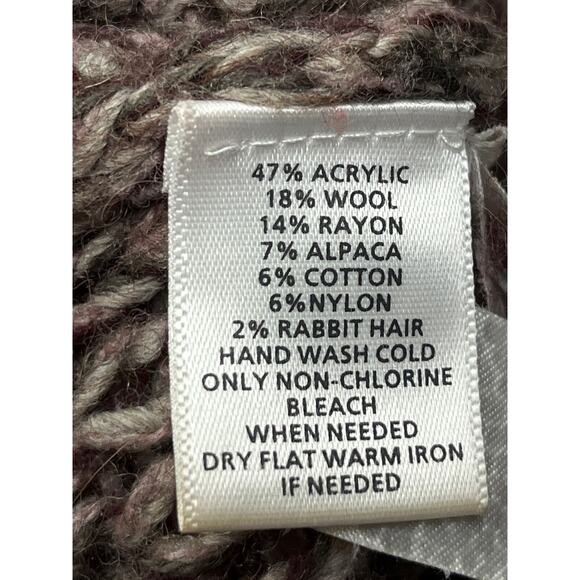 47% ACRYLIC
18% WOOL
14% RAYON
7% ALPACA
6% COTTON
6%NYLON
2% RABBIT HAIR
HAND WASH COLD
ONLY NON-CHLORINE
BLEACH
WHEN NEEDED
DRY FLAT WARM IRON
IF NEEDED